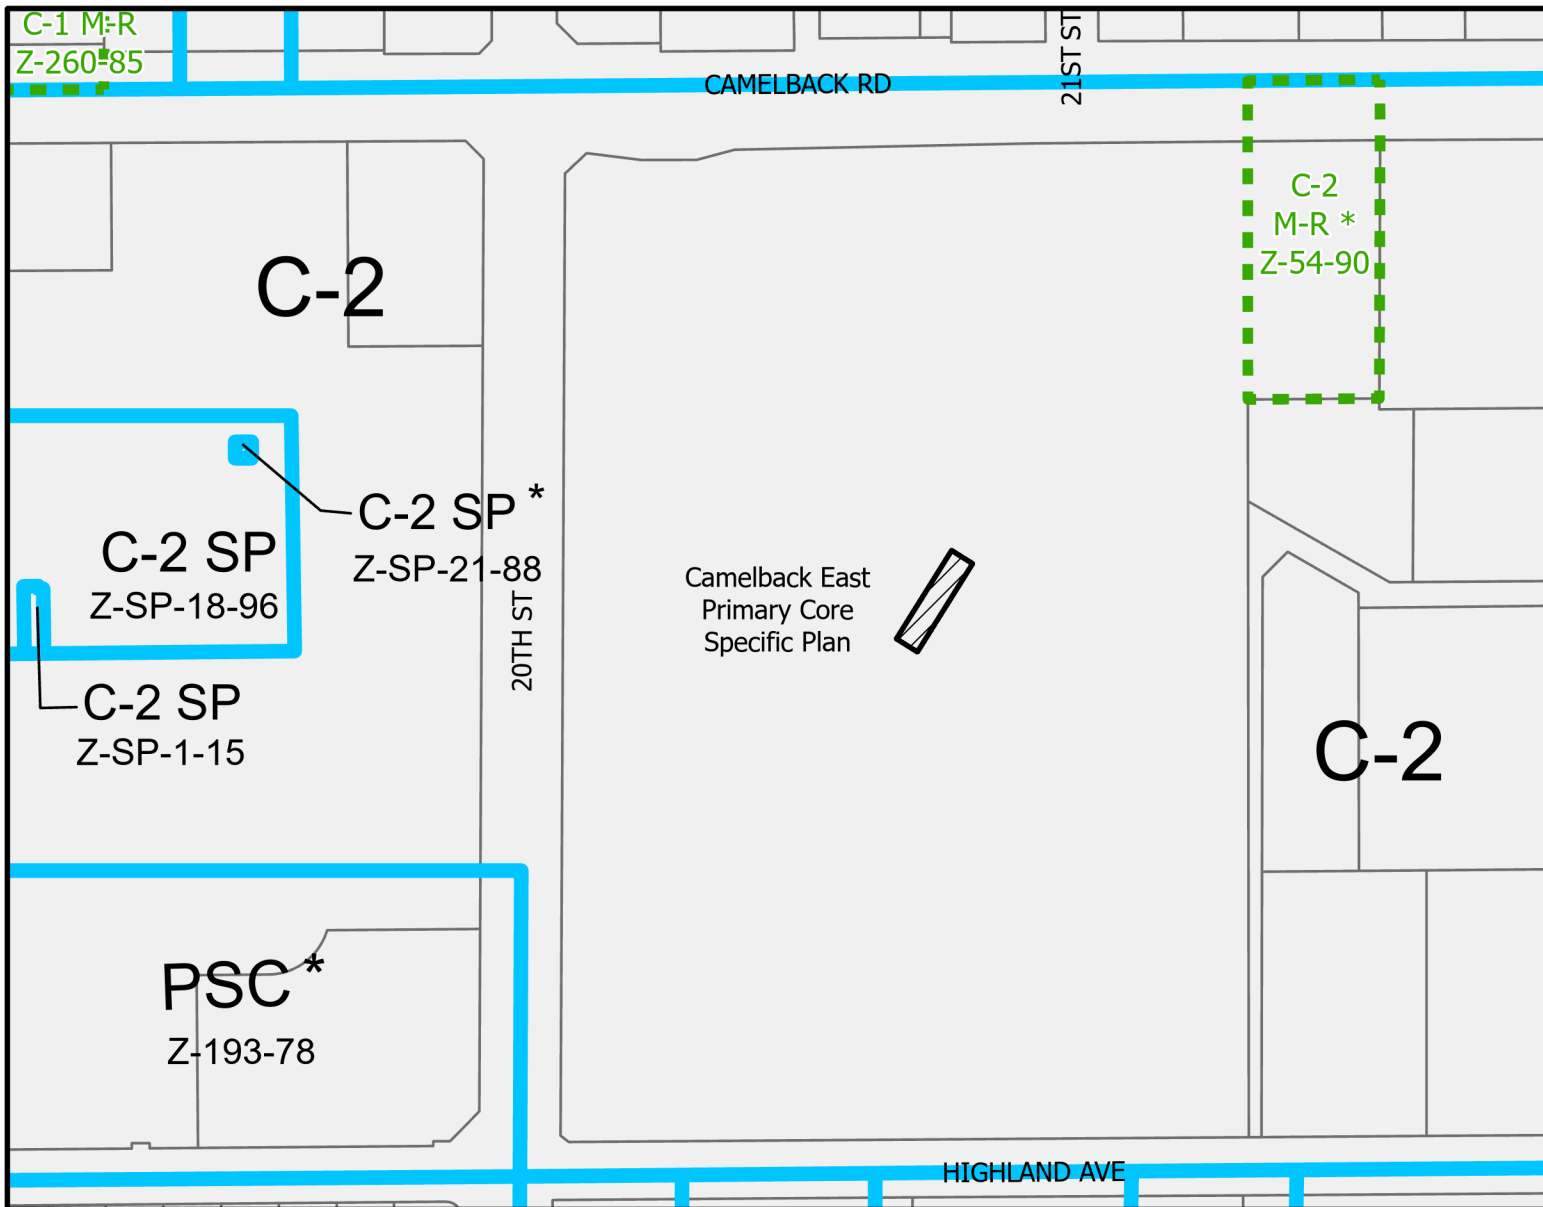 C-1 M-R
Z-260-85
CAMELBACK RD
21ST ST
C-2
M-R *
Z-54-90
C-2
C-2 SP *
Z-SP-21-88
C-2 SP
Z-SP-18-96
Camelback East
Primary Core
Specific Plan
20TH ST
C-2 SP
Z-SP-1-15
C-2
PSC *
Z-193-78
HIGHLAND AVE